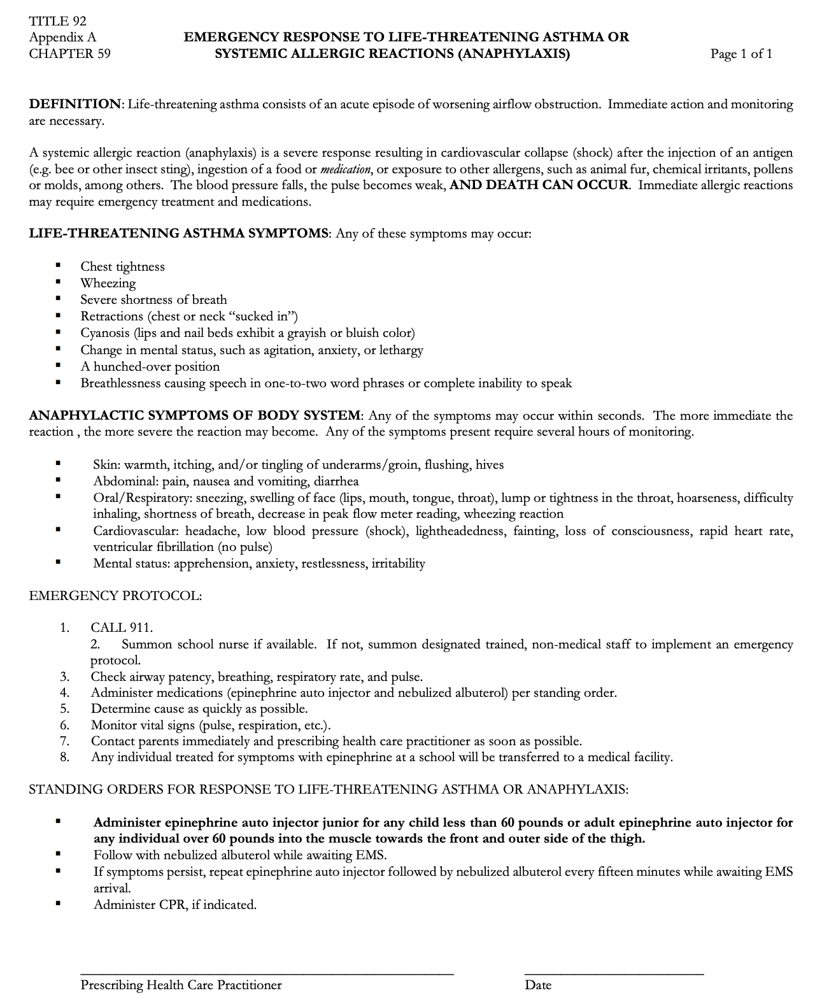 TITLE 92
Appendix A
EMERGENCY RESPONSE TO LIFE-THREATENING ASTHMA OR
CHAPTER 59
SYSTEMIC ALLERGIC REACTIONS (ANAPHYLAXIS)
Page 1 of 1
DEFINITION: Life-threatening asthma consists of an acute episode of worsening airflow obstruction. Immediate action and monitoring
are necessary.
A systemic allergic reaction (anaphylaxis) is a severe response resulting in cardiovascular collapse (shock) after the injection of an antigen
(e.g. bee or other insect sting), ingestion of a food or medication, or exposure to other allergens, such as animal fur, chemical irritants, pollens
or molds, among others. The blood pressure falls, the pulse becomes weak, AND DEATH CAN OCCUR. Immediate allergic reactions
may require emergency treatment and medications.
LIFE-THREATENING ASTHMA SYMPTOMS: Any of these symptoms may occur:
▪ Chest tightness
▪ Wheezing
▪ Severe shortness of breath
▪ Retractions (chest or neck “sucked in”)
▪ Cyanosis (lips and nail beds exhibit a grayish or bluish color)
▪ Change in mental status, such as agitation, anxiety, or lethargy
▪ A hunched-over position
▪ Breathlessness causing speech in one-to-two word phrases or complete inability to speak
ANAPHYLACTIC SYMPTOMS OF BODY SYSTEM: Any of the symptoms may occur within seconds. The more immediate the
reaction , the more severe the reaction may become. Any of the symptoms present require several hours of monitoring.
▪ Skin: warmth, itching, and/or tingling of underarms/groin, flushing, hives
▪ Abdominal: pain, nausea and vomiting, diarrhea
▪ Oral/Respiratory: sneezing, swelling of face (lips, mouth, tongue, throat), lump or tightness in the throat, hoarseness, difficulty
inhaling, shortness of breath, decrease in peak flow meter reading, wheezing reaction
▪ Cardiovascular: headache, low blood pressure (shock), lightheadedness, fainting, loss of consciousness, rapid heart rate,
ventricular fibrillation (no pulse)
▪ Mental status: apprehension, anxiety, restlessness, irritability
EMERGENCY PROTOCOL:
1. CALL 911.
2. Summon school nurse if available. If not, summon designated trained, non-medical staff to implement an emergency
protocol.
3. Check airway patency, breathing, respiratory rate, and pulse.
4. Administer medications (epinephrine auto injector and nebulized albuterol) per standing order.
5. Determine cause as quickly as possible.
6. Monitor vital signs (pulse, respiration, etc.).
7. Contact parents immediately and prescribing health care practitioner as soon as possible.
8. Any individual treated for symptoms with epinephrine at a school will be transferred to a medical facility.
STANDING ORDERS FOR RESPONSE TO LIFE-THREATENING ASTHMA OR ANAPHYLAXIS:
▪ Administer epinephrine auto injector junior for any child less than 60 pounds or adult epinephrine auto injector for
any individual over 60 pounds into the muscle towards the front and outer side of the thigh.
▪ Follow with nebulized albuterol while awaiting EMS.
▪ If symptoms persist, repeat epinephrine auto injector followed by nebulized albuterol every fifteen minutes while awaiting EMS
arrival.
▪ Administer CPR, if indicated.
Prescribing Health Care Practitioner
Date